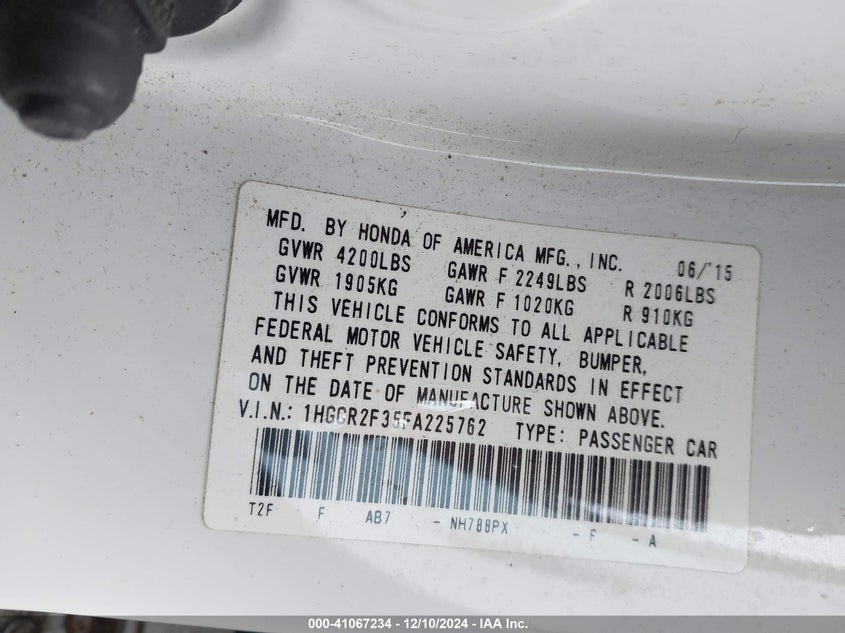 MFD. BY HONDA OF AMERICA MFG., INC. 06/'15
GVWR 4200LBS GAWR F 2249LBS R 2006LBS
GVWR 1905KG GAWR F 1020KG R 910KG
THIS VEHICLE CONFORMS TO ALL APPLICABLE
FEDERAL MOTOR VEHICLE SAFETY, BUMPER,
AND THEFT PREVENTION STANDARDS IN EFFECT
ON THE DATE OF MANUFACTURE SHOWN ABOVE.
V.I.N.: 1HGCR2F35FA225762 TYPE: PASSENGER CAR
T2F F AB7 - NH788PX - F - A
000-41067234 - 12/10/2024 - IAA Inc.